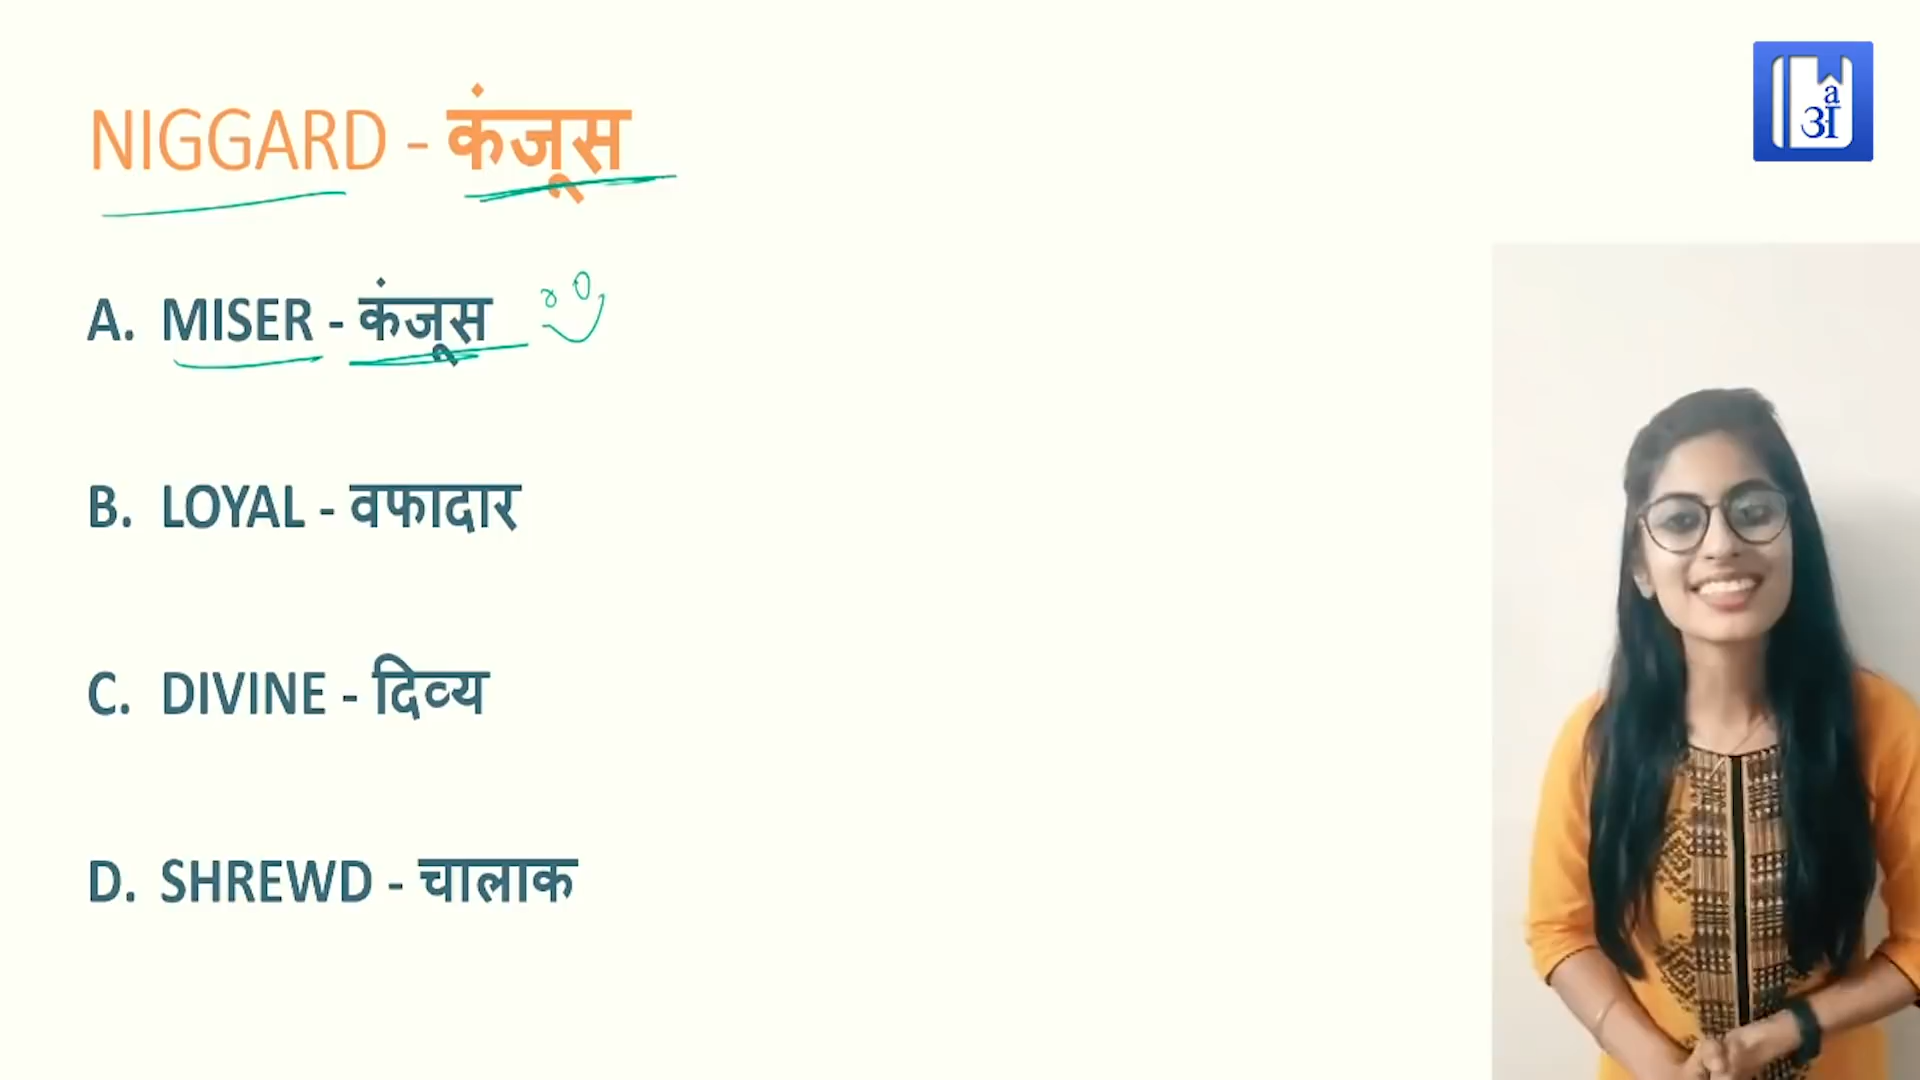 NIGGARD - कंजूस
a
अ
A. MISER - कंजूस
B. LOYAL - वफादार
C. DIVINE - दिव्य
D. SHREWD - चालाक